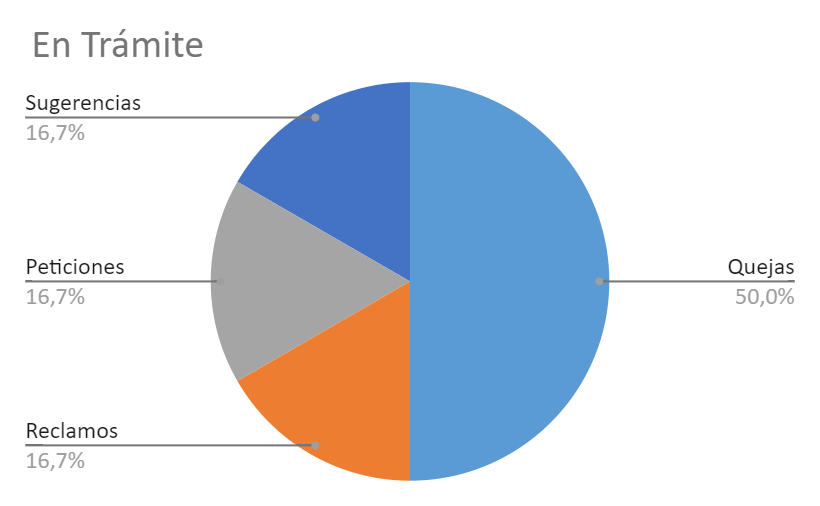 En Trámite
Sugerencias
16,7%
Peticiones
16,7%
Quejas
50,0%
Reclamos
16,7%